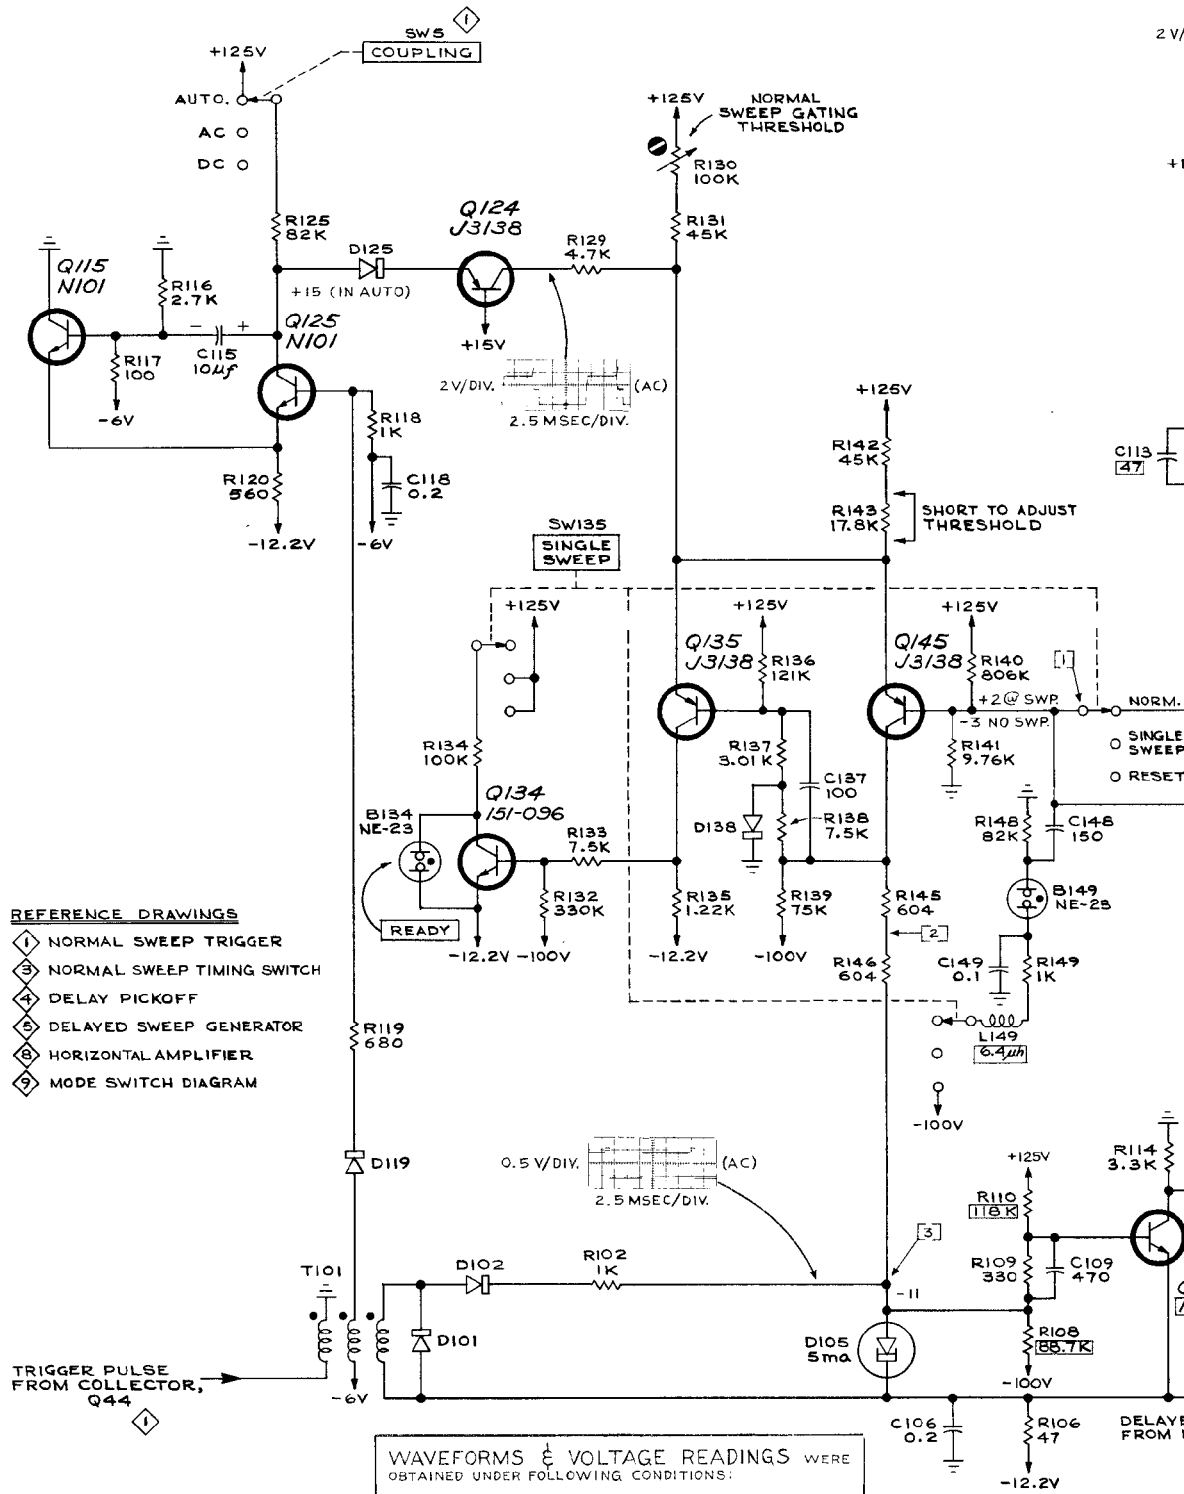 SW5
1
COUPLING
+125V
AUTO.
AC
DC
2 V/
+125V
NORMAL
SWEEP GATING
THRESHOLD
R130
100K
+1
R125
82K
Q124
J3138
R131
45K
D125
R129
4.7K
Q115
N101
R116
2.7K
+15 (IN AUTO)
Q125
N101
- +
C115
10µf
+15V
R117
100
-6V
2V/DIV.
(AC)
2.5 MSEC/DIV.
+125V
R118
1K
R142
45K
C113
47
R120
560
C118
0.2
R143
17.8K
SHORT TO ADJUST
THRESHOLD
-12.2V
-6V
SW135
SINGLE
SWEEP
+125V
+125V
+125V
Q135
J3138
R136
121K
Q145
J3138
R140
806K
1
+2@ SWP.
-3 NO SWP.
NORM.
SINGLE
SWEEP
RESET
R134
100K
R137
3.01K
R141
9.76K
C137
100
Q134
151-096
B134
NE-23
D138
R138
7.5K
R148
82K
C148
150
R133
7.5K
R132
330K
R135
1.22K
R139
75K
R145
604
B149
NE-23
READY
2
-12.2V
-100V
-12.2V
-100V
R146
604
C149
0.1
R149
1K
REFERENCE DRAWINGS
1 NORMAL SWEEP TRIGGER
3 NORMAL SWEEP TIMING SWITCH
4 DELAY PICKOFF
5 DELAYED SWEEP GENERATOR
8 HORIZONTAL AMPLIFIER
9 MODE SWITCH DIAGRAM
R119
680
L149
6.4µh
-100V
D119
0.5 V/DIV.
(AC)
2.5 MSEC/DIV.
+125V
R114
3.3K
R110
118K
3
T101
D102
R102
1K
R109
330
C109
470
-11
D101
D105
5ma
R108
88.7K
TRIGGER PULSE
FROM COLLECTOR,
Q44
1
-6V
-100V
C106
0.2
R106
47
-12.2V
DELAYE
FROM
WAVEFORMS & VOLTAGE READINGS WERE
OBTAINED UNDER FOLLOWING CONDITIONS: